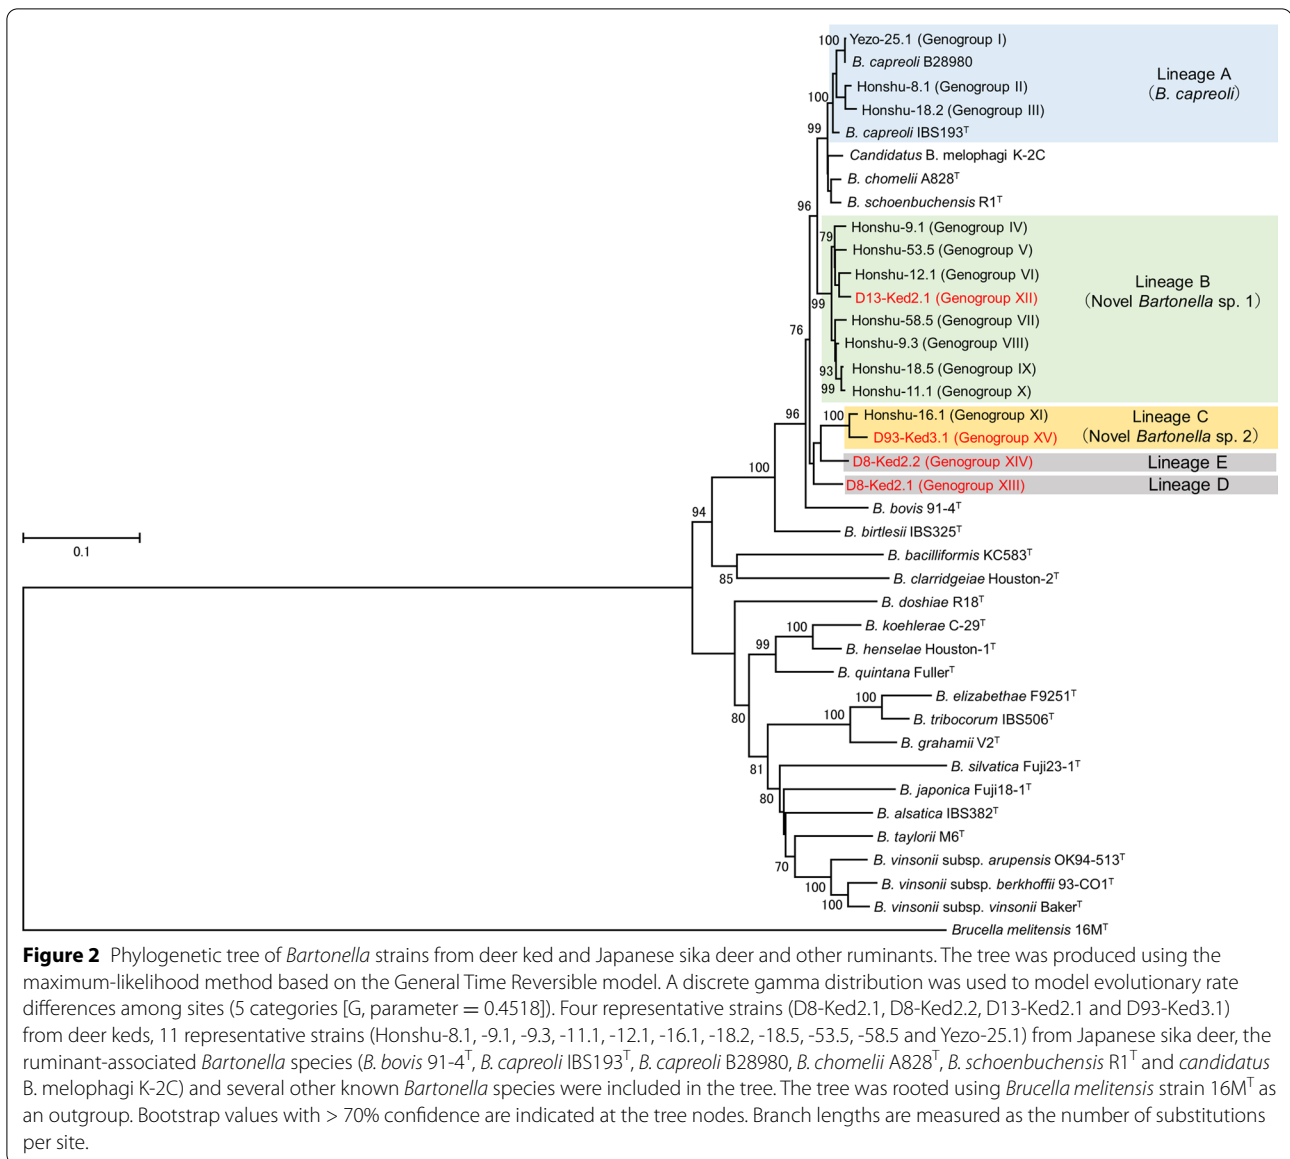 100
Yezo-25.1 (Genogroup I)
B. capreoli B28980
Honshu-8.1 (Genogroup II)
100
Honshu-18.2 (Genogroup III)
99
B. capreoli IBS193T
Lineage A
(B. capreoli)
Candidatus B. melophagi K-2C
B. chomelii A828T
B. schoenbuchensis R1T
96
79
Honshu-9.1 (Genogroup IV)
Honshu-53.5 (Genogroup V)
Honshu-12.1 (Genogroup VI)
D13-Ked2.1 (Genogroup XII)
99
Honshu-58.5 (Genogroup VII)
Honshu-9.3 (Genogroup VIII)
93
Honshu-18.5 (Genogroup IX)
99
Honshu-11.1 (Genogroup X)
Lineage B
(Novel Bartonella sp. 1)
76
96
100
Honshu-16.1 (Genogroup XI)
D93-Ked3.1 (Genogroup XV)
Lineage C
(Novel Bartonella sp. 2)
D8-Ked2.2 (Genogroup XIV)
Lineage E
D8-Ked2.1 (Genogroup XIII)
Lineage D
100
B. bovis 91-4T
94
B. birtlesii IBS325T
0.1
B. bacilliformis KC583T
85
B. clarridgeiae Houston-2T
B. doshiae R18T
100
B. koehlerae C-29T
99
B. henselae Houston-1T
B. quintana FullerT
100
B. elizabethae F9251T
80
100
B. tribocorum IBS506T
B. grahamii V2T
81
B. silvatica Fuji23-1T
80
B. japonica Fuji18-1T
B. alsatica IBS382T
B. taylorii M6T
70
B. vinsonii subsp. arupensis OK94-513T
100
B. vinsonii subsp. berkhoffii 93-CO1T
100
B. vinsonii subsp. vinsonii BakerT
Brucella melitensis 16MT
Figure 2 Phylogenetic tree of Bartonella strains from deer ked and Japanese sika deer and other ruminants. The tree was produced using the
maximum-likelihood method based on the General Time Reversible model. A discrete gamma distribution was used to model evolutionary rate
differences among sites (5 categories [G, parameter = 0.4518]). Four representative strains (D8-Ked2.1, D8-Ked2.2, D13-Ked2.1 and D93-Ked3.1)
from deer keds, 11 representative strains (Honshu-8.1, -9.1, -9.3, -11.1, -12.1, -16.1, -18.2, -18.5, -53.5, -58.5 and Yezo-25.1) from Japanese sika deer, the
ruminant-associated Bartonella species (B. bovis 91-4T, B. capreoli IBS193T, B. capreoli B28980, B. chomelii A828T, B. schoenbuchensis R1T and candidatus
B. melophagi K-2C) and several other known Bartonella species were included in the tree. The tree was rooted using Brucella melitensis strain 16MT as
an outgroup. Bootstrap values with > 70% confidence are indicated at the tree nodes. Branch lengths are measured as the number of substitutions
per site.